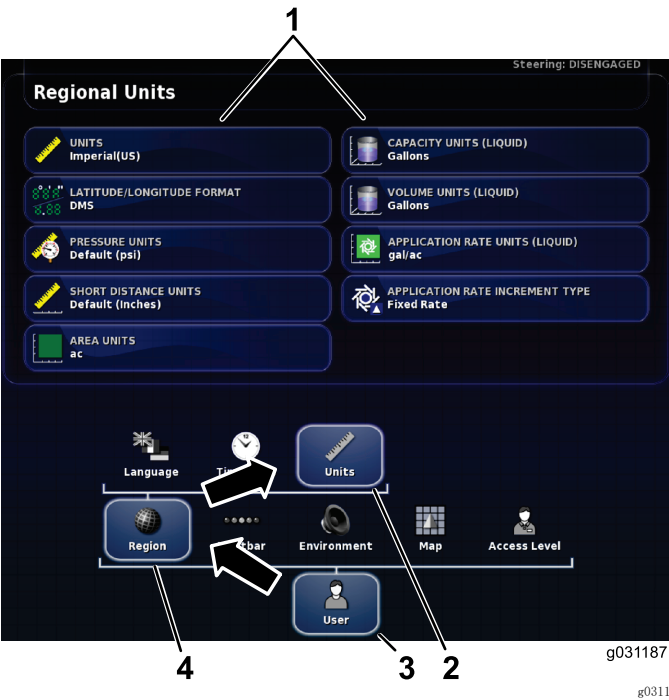 1
Steering: DISENGAGED
Regional Units
UNITS
Imperial(US)
CAPACITY UNITS (LIQUID)
Gallons
LATITUDE/LONGITUDE FORMAT
DMS
VOLUME UNITS (LIQUID)
Gallons
PRESSURE UNITS
Default (psi)
APPLICATION RATE UNITS (LIQUID)
gal/ac
SHORT DISTANCE UNITS
Default (Inches)
APPLICATION RATE INCREMENT TYPE
Fixed Rate
AREA UNITS
ac
Language
Units
Region
Environment
Map
Access Level
User
4
3
2
g031187
g0311